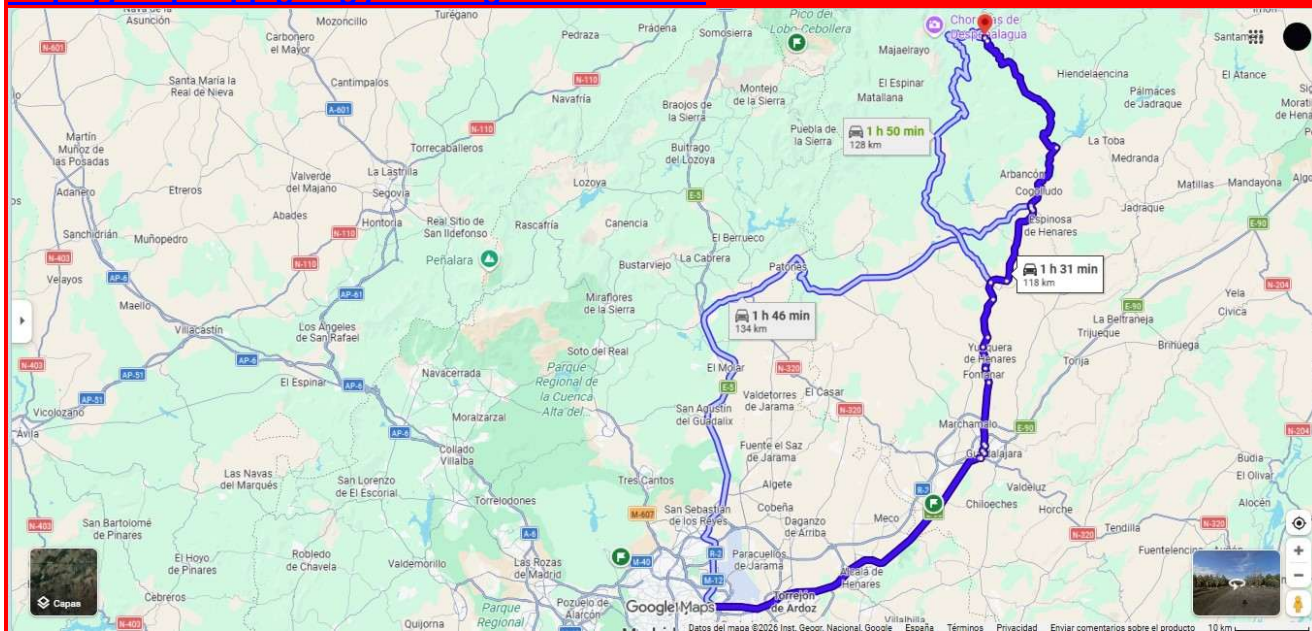 Nava de la
Asunción
Mozoncillo
Turégano
Pedraza
Prádena
Somosierra
Pico del
Lobo-Cebollera
Chorreras de
Despeñalagua
Majaelrayo
Santamera
N-601
Carbonero
el Mayor
Cantimpalos
N-110
Navafría
Santa María la
Real de Nieva
A-601
Braojos de
la Sierra
Montejo
de la Sierra
El Espinar
Matallana
Hiendelaencina
El Atance
Pálmaces
de Jadraque
Martín
Muñoz de
las Posadas
N-110
Torrecaballeros
Buitrago
del Lozoya
Puebla de
la Sierra
1 h 50 min
128 km
La Toba
Medranda
La Lastrilla
Segovia
Valverde
del Majano
Adanero
Etreros
Abades
Hontoria
Lozoya
E-5
Arbancón
Cogolludo
Matillas
Mandayona
Jadraque
Sanchidrián
Muñopedro
N-110
Real Sitio de
San Ildefonso
Rascafría
Canencia
El Berrueco
Espinosa
de Henares
E-90
N-403
Velayos
AP-6
N-110
Peñalara
Bustarviejo
La Cabrera
Patones
1 h 31 min
118 km
N-204
Maello
AP-61
Villacastín
Los Ángeles
de San Rafael
Miraflores
de la Sierra
1 h 46 min
134 km
E-90
Yela
Civica
La Beltraneja
Trijueque
Brihuega
N-403
AP-6
AP-51
El Espinar
AP-6
Navacerrada
Soto del Real
Parque
Regional de
la Cuenca
Alta del...
El Molar
N-320
Yunquera
de Henares
Fontanar
Torija
E-5
Valdetorres
de Jarama
El Casar
N-320
AP-51
Vicolozano
Ávila
Moralzarzal
San Agustín
del Guadalix
Marchamalo
E-90
Guadalajara
N-204
AP-6
Collado
Villalba
Fuente el Saz
de Jarama
Las Navas
del Marqués
San Lorenzo
de El Escorial
Tres Cantos
Algete
Valdeluz
Budia
El Olivar
Torrelodones
M-607
San Sebastián
de los Reyes
Cobeña
Meco
Chiloeches
Horche
Alocén
N-403
San Bartolomé
de Pinares
A-6
Daganzo
de Arriba
Tendilla
N-320
N-320
El Hoyo
de Pinares
Robledo
de Chavela
Valdemorillo
Las Rozas
de Madrid
M-40
R-2
Paracuellos
de Jarama
Alcalá de
Henares
Fuentelencina
Capas
Cebreros
M-12
Torrejón
de Ardoz
Pozuelo de
Alarcón
Google Maps
N-403
Quijorna
Parque
Regional
Villalbilla
Datos del mapa ©2026 Inst. Geogr. Nacional, Google España Términos Privacidad Enviar comentarios sobre el producto 10 km